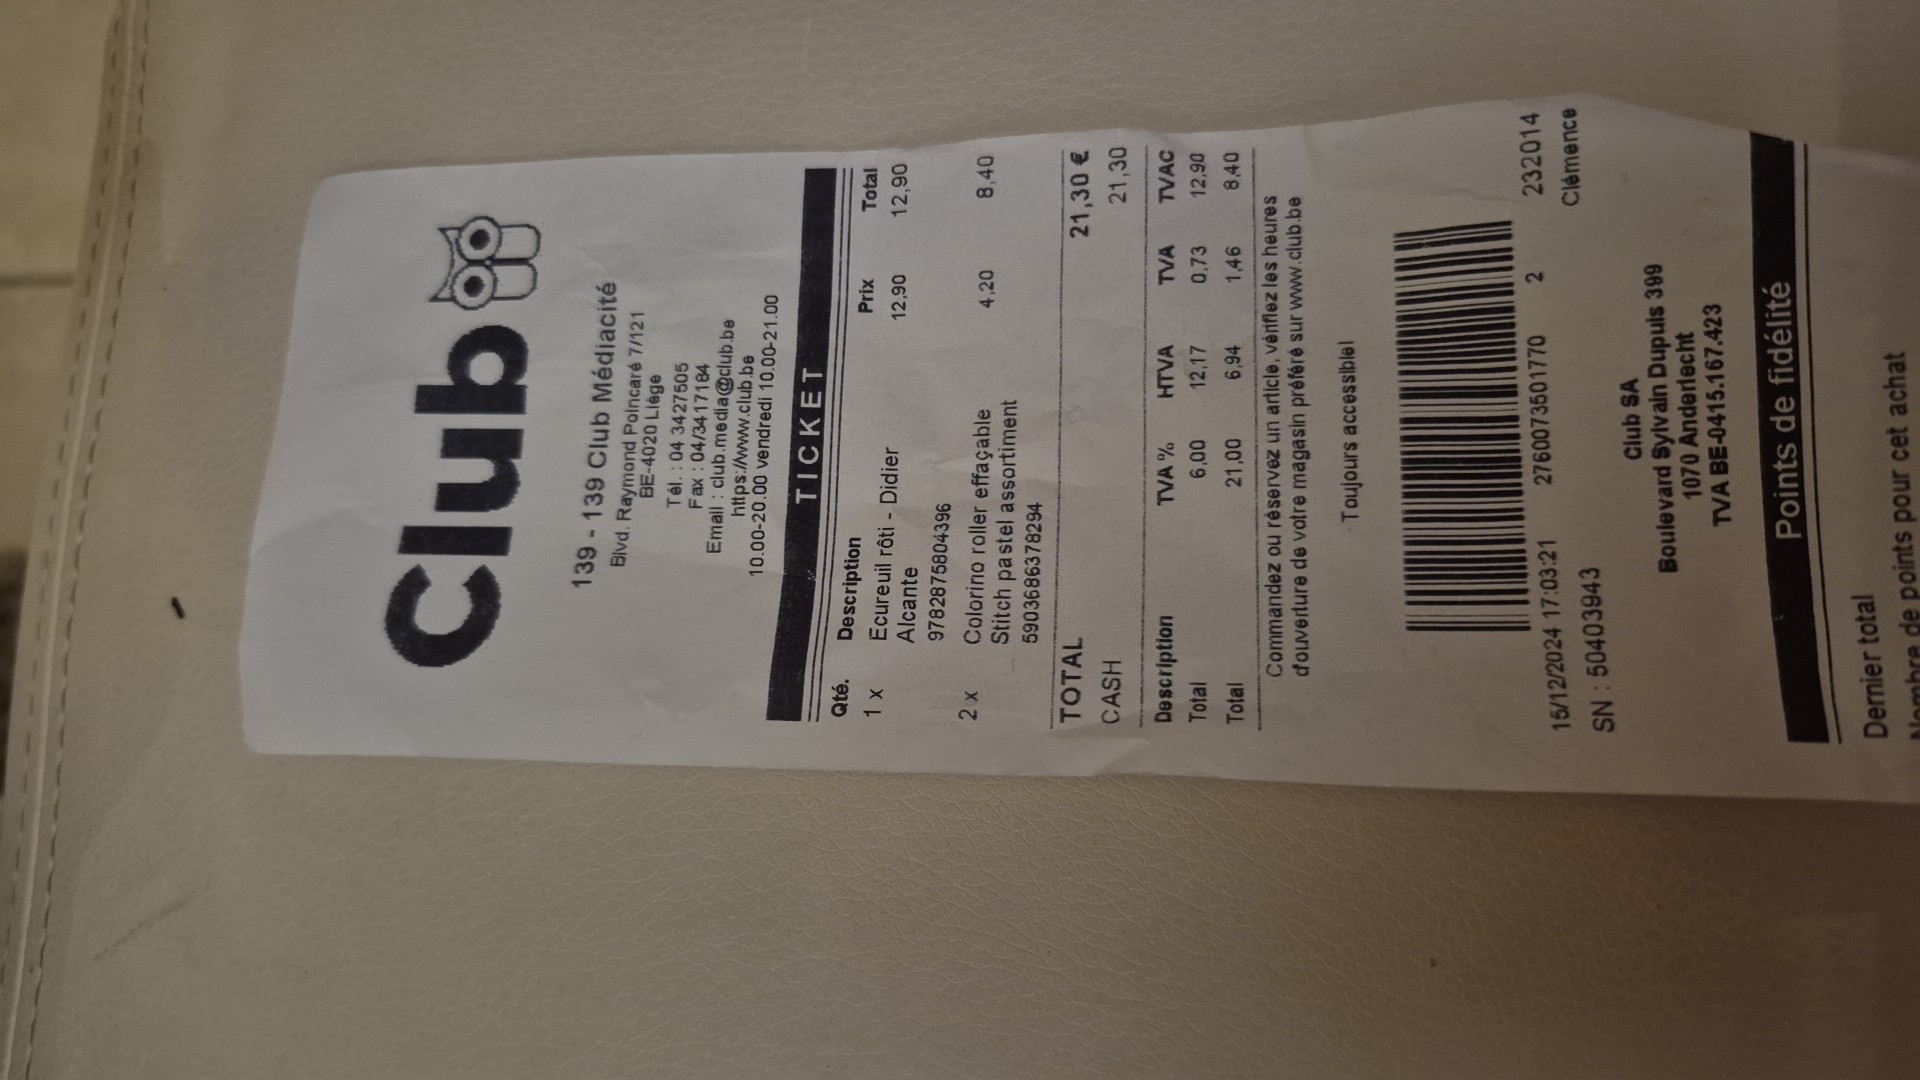 Club
139 - 139 Club Médiacité
Blvd. Raymond Poincaré 7/121
BE-4020 Liège
Tél. : 04 3427505
Fax : 04/3417184
Email : club.media@club.be
https://www.club.be
10.00-20.00 vendredi 10.00-21.00
TICKET
Qté. Description Prix Total
1 x Ecureuil rôti - Didier 12,90 12,90
Alcante
9782875804396
2 x Colorino roller effaçable 4,20 8,40
Stitch pastel assortiment
5903686378294
TOTAL 21,30 €
CASH 21,30
Description TVA % HTVA TVA TVAC
Total 6,00 12,17 0,73 12,90
Total 21,00 6,94 1,46 8,40
Commandez ou réservez un article, vérifiez les heures
d'ouverture de votre magasin préféré sur www.club.be
Toujours accessible!
15/12/2024 17:03:21 2760073501770 2 232014
SN : 50403943 Clémence
Club SA
Boulevard Sylvain Dupuis 399
1070 Anderlecht
TVA BE-0415.167.423
Points de fidélité
Dernier total
Nombre de points pour cet achat